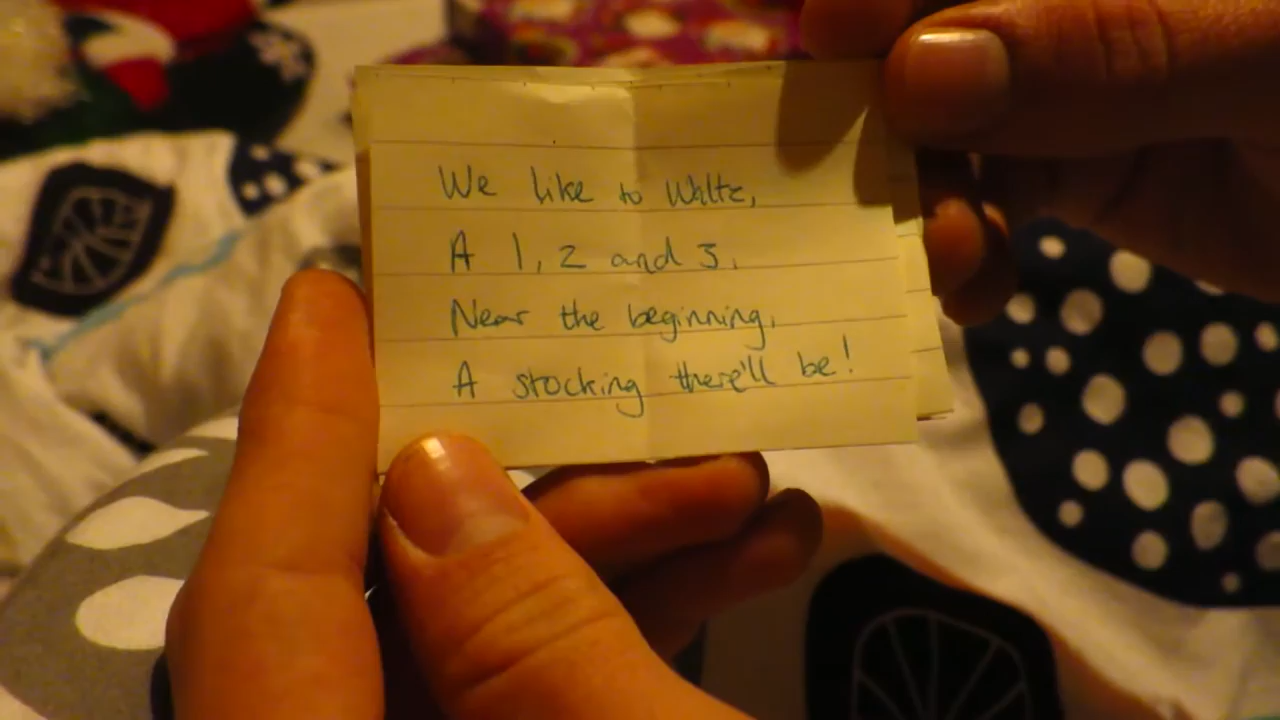 We like to Waltz,
A 1, 2 and 3.
Near the beginning,
A stocking there'll be!